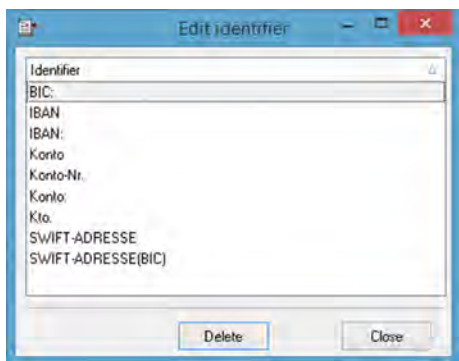 Edit identifier
Identifier
BIC:
IBAN
IBAN:
Konto
Konto-Nr.
Konto:
Kto.
SWIFT-ADRESSE
SWIFT-ADRESSE(BIC)
Delete
Close